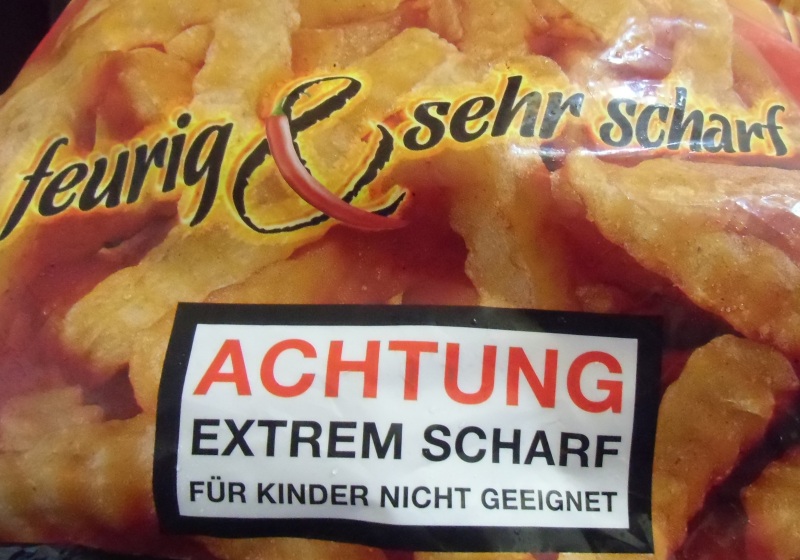 feurig & sehr scharf
ACHTUNG
EXTREM SCHARF
FÜR KINDER NICHT GEEIGNET